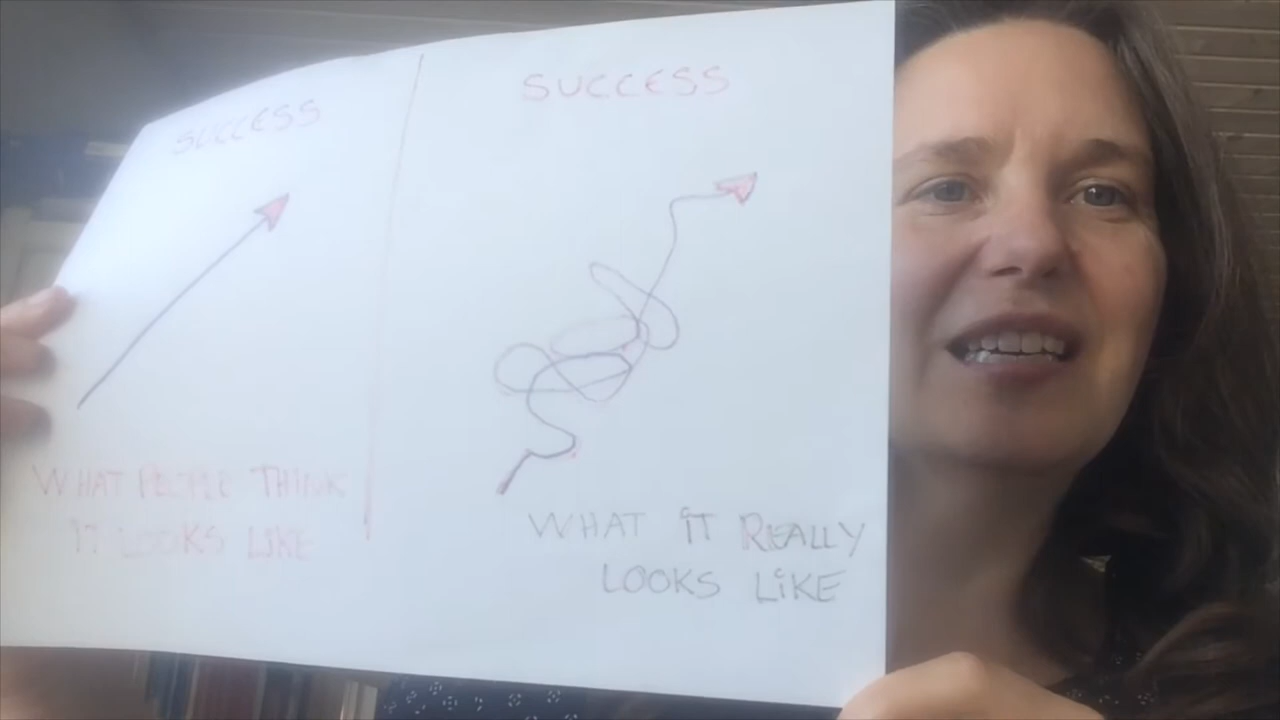 SUCCESS
WHAT PEOPLE THINK
IT LOOKS LIKE
SUCCESS
WHAT iT REALLY
LOOKS LiKE